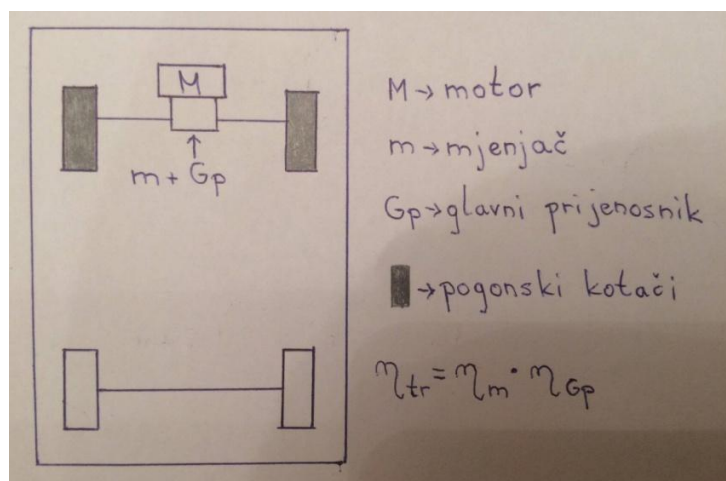 M
m + Gp
M → motor
m → mjenjač
Gp → glavni prijenosnik
→ pogonski kotači
ηtr = ηm · ηGp